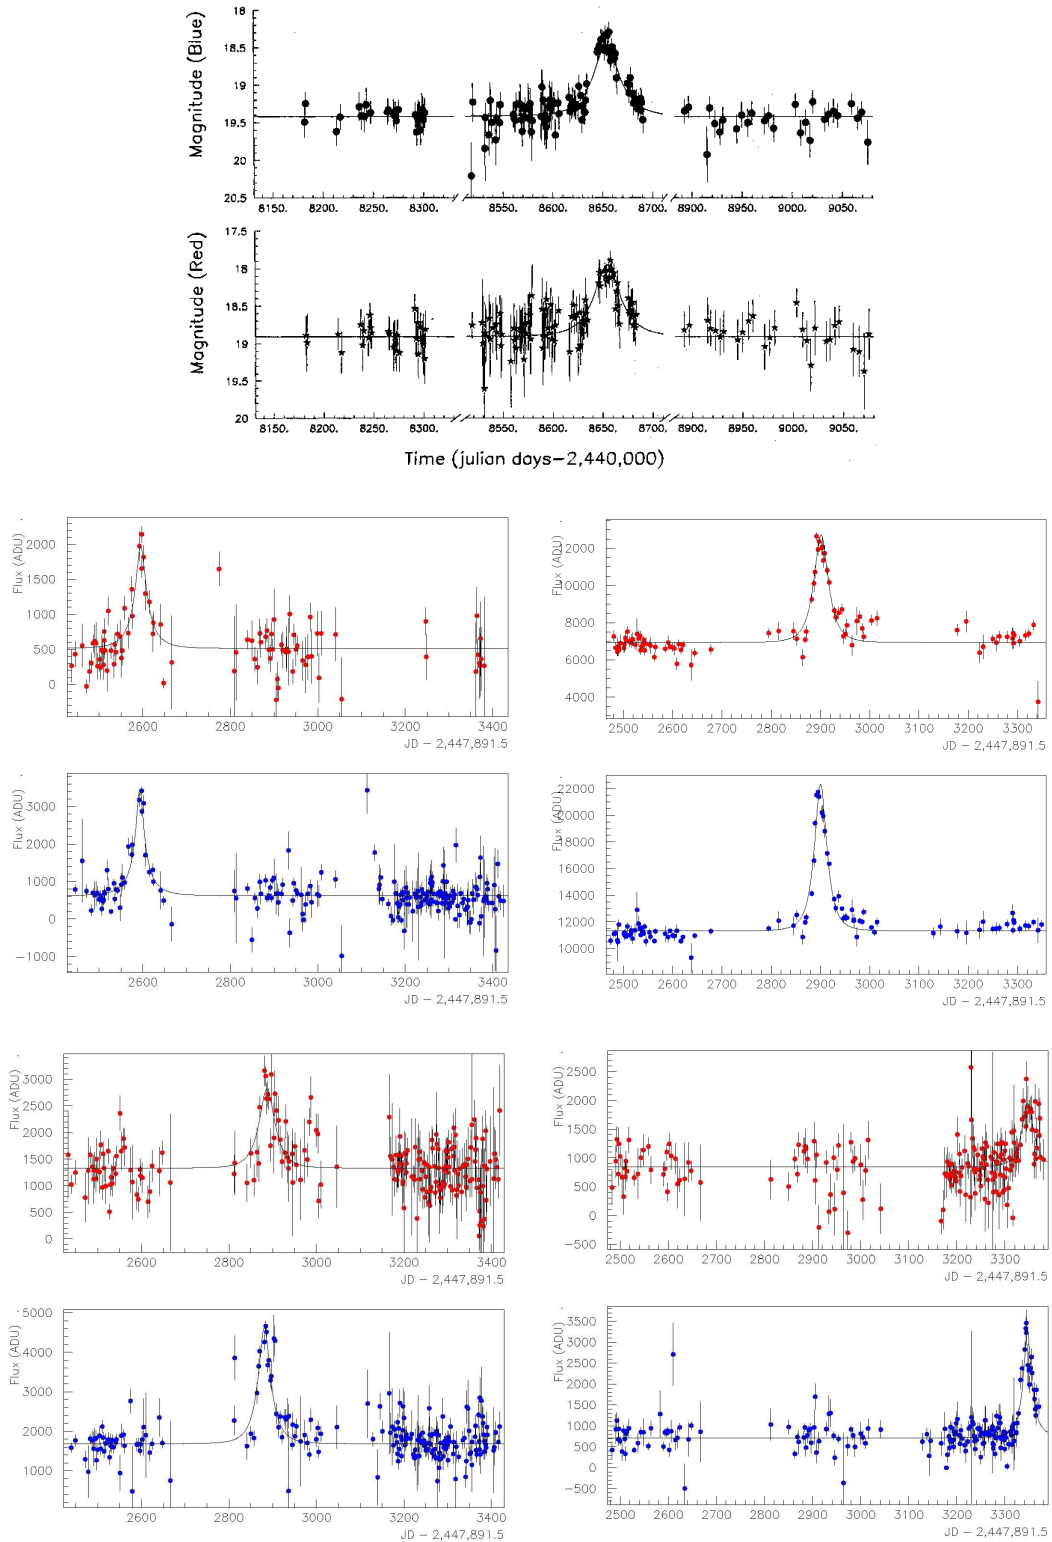 18
18.5
19
19.5
20
20.5
Magnitude (Blue)
8150. 8200. 8250. 8300. 8550. 8600. 8650. 8700. 8900. 8950. 9000. 9050.
17.5
18
18.5
19
19.5
20
Magnitude (Red)
8150. 8200. 8250. 8300. 8550. 8600. 8650. 8700. 8900. 8950. 9000. 9050.
Time (julian days-2,440,000)
Flux (ADU)
2000
1500
1000
500
0
2600 2800 3000 3200 3400
JD - 2,447,891.5
Flux (ADU)
12000
10000
8000
6000
4000
2500 2600 2700 2800 2900 3000 3100 3200 3300
JD - 2,447,891.5
Flux (ADU)
3000
2000
1000
0
-1000
2600 2800 3000 3200 3400
JD - 2,447,891.5
Flux (ADU)
22000
20000
18000
16000
14000
12000
10000
2500 2600 2700 2800 2900 3000 3100 3200 3300
JD - 2,447,891.5
Flux (ADU)
3000
2500
2000
1500
1000
500
0
2600 2800 3000 3200 3400
JD - 2,447,891.5
Flux (ADU)
2500
2000
1500
1000
500
0
-500
2500 2600 2700 2800 2900 3000 3100 3200 3300
JD - 2,447,891.5
Flux (ADU)
5000
4000
3000
2000
1000
2600 2800 3000 3200 3400
JD - 2,447,891.5
Flux (ADU)
3500
3000
2500
2000
1500
1000
500
0
-500
2500 2600 2700 2800 2900 3000 3100 3200 3300
JD - 2,447,891.5